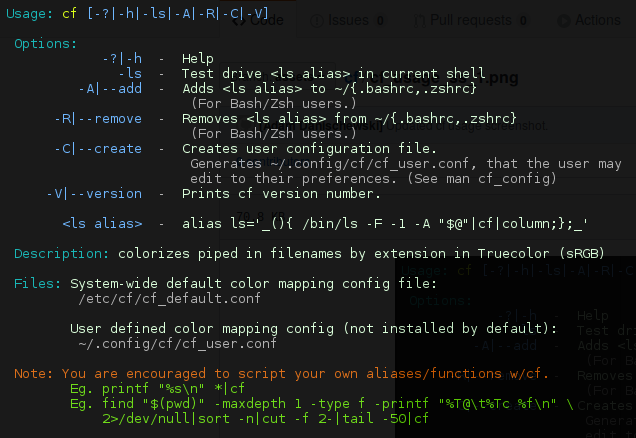 Usage: cf [-?|-h|-ls|-A|-R|-C|-V]
Options:
-?|-h - Help
-ls - Test drive <ls alias> in current shell
-A|--add - Adds <ls alias> to ~/{.bashrc,.zshrc}
(For Bash/Zsh users.)
-R|--remove - Removes <ls alias> from ~/{.bashrc,.zshrc}
(For Bash/Zsh users.)
-C|--create - Creates user configuration file.
Generates ~/.config/cf/cf_user.conf, that the user may
edit to their preferences. (See man cf_config)
-V|--version - Prints cf version number.
<ls alias> - alias ls='_(){ /bin/ls -F -1 -A "$@"|cf|column;};_'
Description: colorizes piped in filenames by extension in Truecolor (sRGB)
Files: System-wide default color mapping config file:
/etc/cf/cf_default.conf
User defined color mapping config (not installed by default):
~/.config/cf/cf_user.conf
Note: You are encouraged to script your own aliases/functions w/cf.
Eg. printf "%s\n" *|cf
Eg. find "$(pwd)" -maxdepth 1 -type f -printf "%T@\t%Tc %f\n" \
2>/dev/null|sort -n|cut -f 2-|tail -50|cf
Code
Issues 0
Pull requests 0
Actions
Usage: cf [-?|-h|-ls|-A|-R|-C
Options:
-?|-h - Help
-ls - Test dri
-A|--add - Adds <ls
(For B
-R|--remove - Removes
(For B
-C|--create - Creates
Genera
edit t